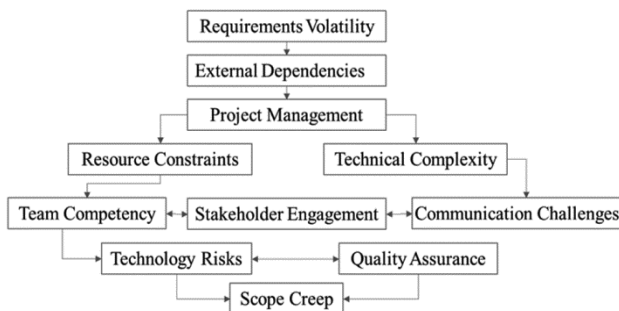 Requirements Volatility
External Dependencies
Project Management
Resource Constraints
Technical Complexity
Team Competency
Stakeholder Engagement
Communication Challenges
Technology Risks
Quality Assurance
Scope Creep